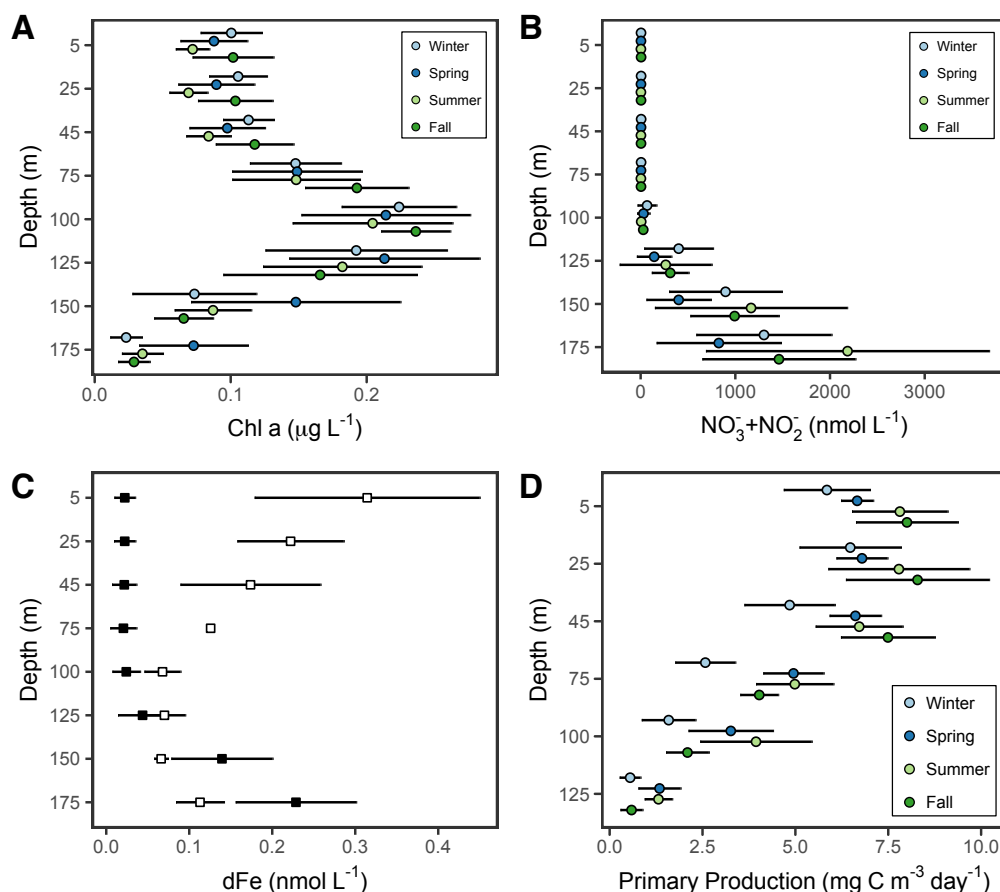 A
5
25
45
75
100
125
150
175
Depth (m)
0.0
0.1
0.2
Chl a (μg L⁻¹)
Winter
Spring
Summer
Fall
B
5
25
45
75
100
125
150
175
Depth (m)
0
1000
2000
3000
NO₃⁻+NO₂⁻ (nmol L⁻¹)
Winter
Spring
Summer
Fall
C
5
25
45
75
100
125
150
175
Depth (m)
0.0
0.1
0.2
0.3
0.4
dFe (nmol L⁻¹)
D
5
25
45
75
100
125
Depth (m)
0.0
2.5
5.0
7.5
10.0
Primary Production (mg C m⁻³ day⁻¹)
Winter
Spring
Summer
Fall